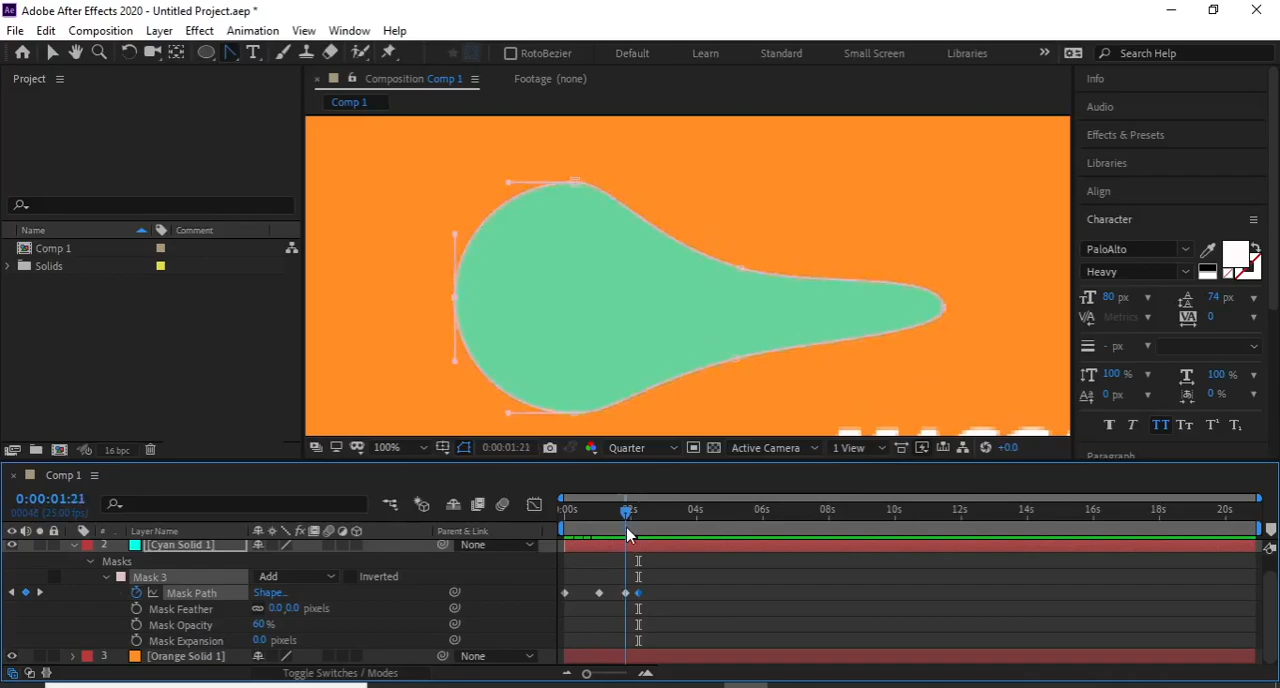 Adobe After Effects 2020 - Untitled Project.aep *
File Edit Composition Layer Effect Animation View Window Help
RotoBezier Default Learn Standard Small Screen Libraries Search Help
Project
Composition Comp 1 Footage (none)
Comp 1
Name Comment
Comp 1
Solids
16 bpc
100% 0:00:01:21 Quarter Active Camera 1 View +0.0
Info
Audio
Effects & Presets
Libraries
Align
Character
PaloAlto
Heavy
80 px 74 px
Metrics 0
- px
100 % 100 %
0 px 0 %
T T TT Tт T¹ T₁
Paragraph
Comp 1
0:00:01:21
00048 (25.00 fps)
# Layer Name Parent & Link
:00s 02s 04s 06s 08s 10s 12s 14s 16s 18s 20s
2 [Cyan Solid 1] None
Masks
Mask 3 Add Inverted
Mask Path Shape...
Mask Feather 0.0,0.0 pixels
Mask Opacity 60 %
Mask Expansion 0.0 pixels
3 [Orange Solid 1] None
Toggle Switches / Modes